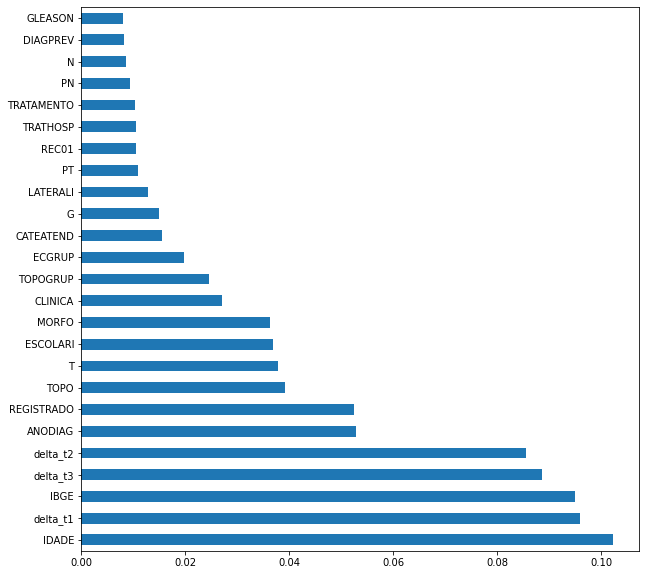 GLEASON
DIAGPREV
N
PN
TRATAMENTO
TRATHOSP
REC01
PT
LATERALI
G
CATEATEND
ECGRUP
TOPOGRUP
CLINICA
MORFO
ESCOLARI
T
TOPO
REGISTRADO
ANODIAG
delta_t2
delta_t3
IBGE
delta_t1
IDADE
0.00 0.02 0.04 0.06 0.08 0.10